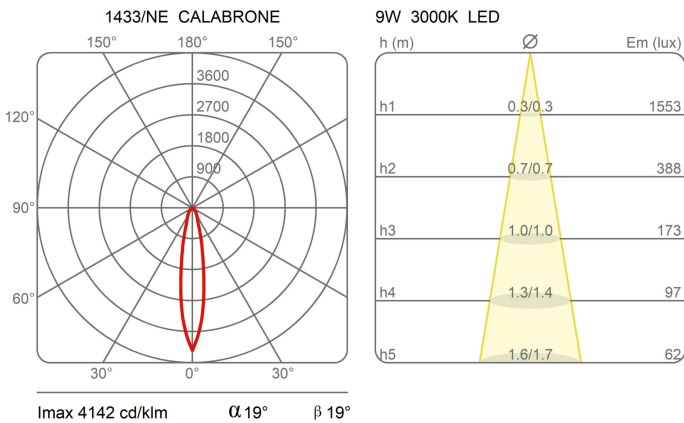 1433/NE CALABRONE
9W 3000K LED
150° 180° 150°
3600
2700
1800
900
120°
90°
60°
30° 0° 30°
Imax 4142 cd/klm α 19° β 19°
h (m) Ø Em (lux)
h1 0.3/0.3 1553
h2 0.7/0.7 388
h3 1.0/1.0 173
h4 1.3/1.4 97
h5 1.6/1.7 62